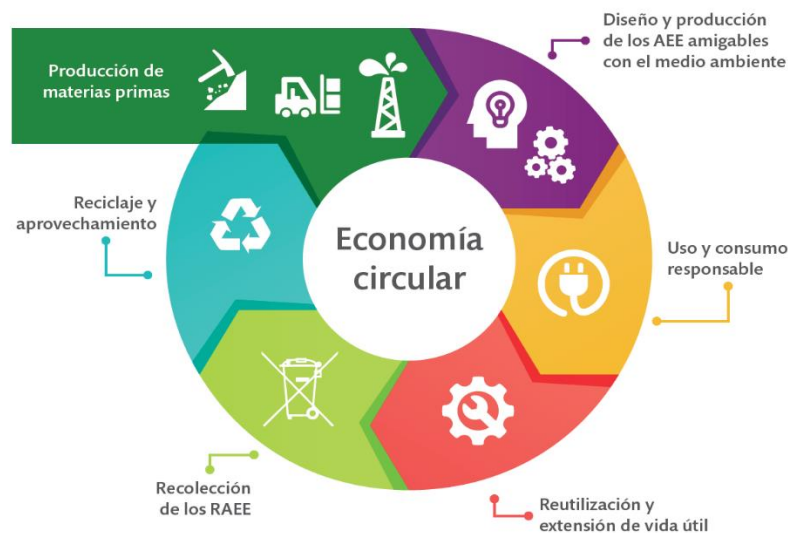 Producción de
materias primas
Diseño y producción
de los AEE amigables
con el medio ambiente
Uso y consumo
responsable
Reutilización y
extensión de vida útil
Recolección
de los RAEE
Reciclaje y
aprovechamiento
Economía
circular